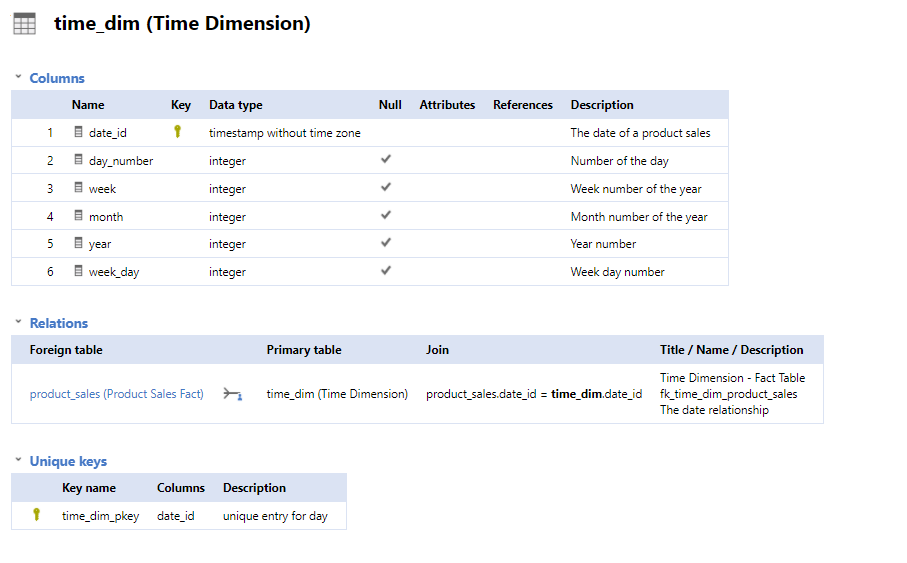 time_dim (Time Dimension)
Columns
Name Key Data type Null Attributes References Description
1 date_id timestamp without time zone The date of a product sales
2 day_number integer Number of the day
3 week integer Week number of the year
4 month integer Month number of the year
5 year integer Year number
6 week_day integer Week day number
Relations
Foreign table Primary table Join Title / Name / Description
product_sales (Product Sales Fact) time_dim (Time Dimension) product_sales.date_id = time_dim.date_id Time Dimension - Fact Table
fk_time_dim_product_sales
The date relationship
Unique keys
Key name Columns Description
time_dim_pkey date_id unique entry for day